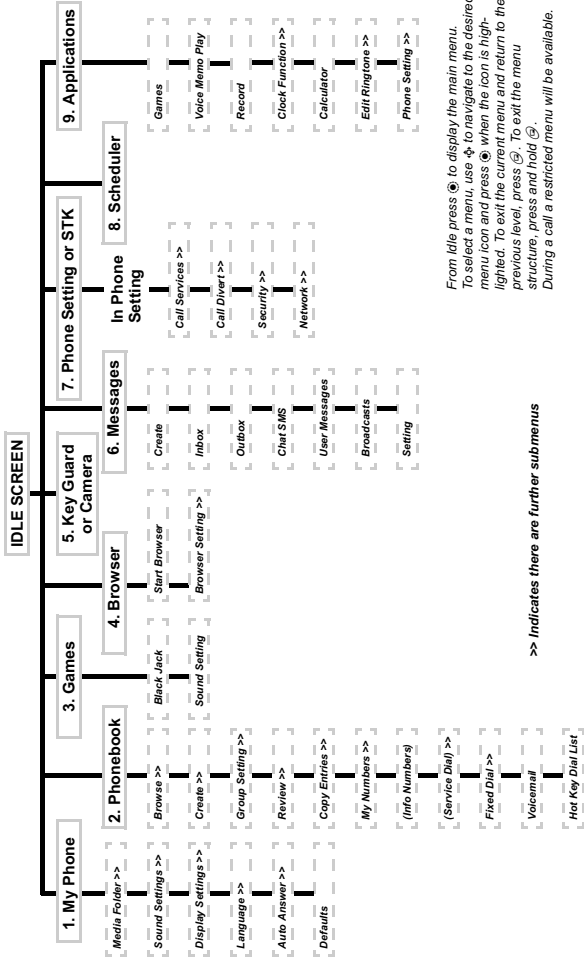 IDLE SCREEN
1. My Phone
Media Folder >>
Sound Settings >>
Display Settings >>
Language >>
Auto Answer >>
Defaults
2. Phonebook
Browse >>
Create >>
Group Setting >>
Review >>
Copy Entries >>
My Numbers >>
(Info Numbers)
(Service Dial) >>
Fixed Dial >>
Voicemail
Hot Key Dial List
3. Games
Black Jack
Sound Setting
4. Browser
Start Browser
Browser Setting >>
5. Key Guard
or Camera
6. Messages
Create
Inbox
Outbox
Chat SMS
User Messages
Broadcasts
Setting
7. Phone Setting or STK
In Phone
Setting
Call Services >>
Call Divert >>
Security >>
Network >>
8. Scheduler
9. Applications
Games
Voice Memo Play
Record
Clock Function >>
Calculator
Edit Ringtone >>
Phone Setting >>
>> Indicates there are further submenus
From Idle press to display the main menu.
To select a menu, use to navigate to the desired
menu icon and press when the icon is high-
lighted. To exit the current menu and return to the
previous level, press . To exit the menu
structure, press and hold .
During a call a restricted menu will be available.